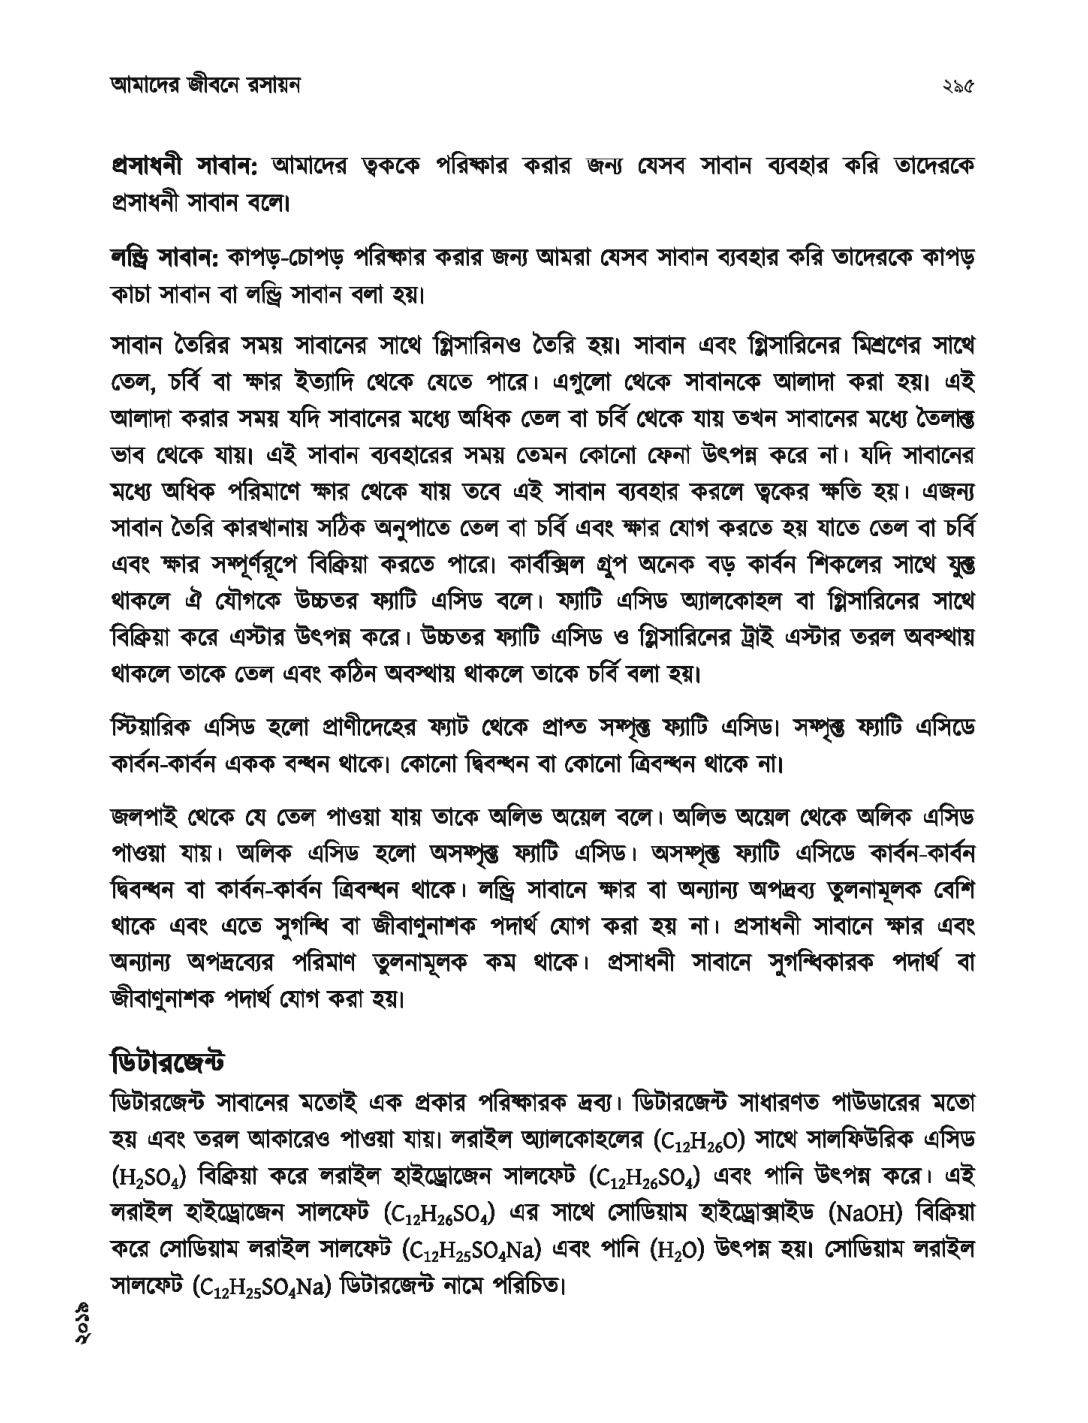 আমাদের জীবনে রসায়ন ২৯৫
প্রসাধনী সাবান: আমাদের ত্বককে পরিষ্কার করার জন্য যেসব সাবান ব্যবহার করি তাদেরকে
প্রসাধনী সাবান বলে।
লন্ড্রি সাবান: কাপড়-চোপড় পরিষ্কার করার জন্য আমরা যেসব সাবান ব্যবহার করি তাদেরকে কাপড়
কাচা সাবান বা লন্ড্রি সাবান বলা হয়।
সাবান তৈরির সময় সাবানের সাথে গ্লিসারিনও তৈরি হয়। সাবান এবং গ্লিসারিনের মিশ্রণের সাথে
তেল, চর্বি বা ক্ষার ইত্যাদি থেকে যেতে পারে। এগুলো থেকে সাবানকে আলাদা করা হয়। এই
আলাদা করার সময় যদি সাবানের মধ্যে অধিক তেল বা চর্বি থেকে যায় তখন সাবানের মধ্যে তৈলাক্ত
ভাব থেকে যায়। এই সাবান ব্যবহারের সময় তেমন কোনো ফেনা উৎপন্ন করে না। যদি সাবানের
মধ্যে অধিক পরিমাণে ক্ষার থেকে যায় তবে এই সাবান ব্যবহার করলে ত্বকের ক্ষতি হয়। এজন্য
সাবান তৈরি কারখানায় সঠিক অনুপাতে তেল বা চর্বি এবং ক্ষার যোগ করতে হয় যাতে তেল বা চর্বি
এবং ক্ষার সম্পূর্ণরূপে বিক্রিয়া করতে পারে। কার্বক্সিল গ্রুপ অনেক বড় কার্বন শিকলের সাথে যুক্ত
থাকলে ঐ যৌগকে উচ্চতর ফ্যাটি এসিড বলে। ফ্যাটি এসিড অ্যালকোহল বা গ্লিসারিনের সাথে
বিক্রিয়া করে এস্টার উৎপন্ন করে। উচ্চতর ফ্যাটি এসিড ও গ্লিসারিনের ট্রাই এস্টার তরল অবস্থায়
থাকলে তাকে তেল এবং কঠিন অবস্থায় থাকলে তাকে চর্বি বলা হয়।
স্টিয়ারিক এসিড হলো প্রাণীদেহের ফ্যাট থেকে প্রাপ্ত সম্পৃক্ত ফ্যাটি এসিড। সম্পৃক্ত ফ্যাটি এসিডে
কার্বন-কার্বন একক বন্ধন থাকে। কোনো দ্বিবন্ধন বা কোনো ত্রিবন্ধন থাকে না।
জলপাই থেকে যে তেল পাওয়া যায় তাকে অলিভ অয়েল বলে। অলিভ অয়েল থেকে অলিক এসিড
পাওয়া যায়। অলিক এসিড হলো অসম্পৃক্ত ফ্যাটি এসিড। অসম্পৃক্ত ফ্যাটি এসিডে কার্বন-কার্বন
দ্বিবন্ধন বা কার্বন-কার্বন ত্রিবন্ধন থাকে। লন্ড্রি সাবানে ক্ষার বা অন্যান্য অপদ্রব্য তুলনামূলক বেশি
থাকে এবং এতে সুগন্ধি বা জীবাণুনাশক পদার্থ যোগ করা হয় না। প্রসাধনী সাবানে ক্ষার এবং
অন্যান্য অপদ্রব্যের পরিমাণ তুলনামূলক কম থাকে। প্রসাধনী সাবানে সুগন্ধিকারক পদার্থ বা
জীবাণুনাশক পদার্থ যোগ করা হয়।
ডিটারজেন্ট
ডিটারজেন্ট সাবানের মতোই এক প্রকার পরিষ্কারক দ্রব্য। ডিটারজেন্ট সাধারণত পাউডারের মতো
হয় এবং তরল আকারেও পাওয়া যায়। লরাইল অ্যালকোহলের (C₁₂H₂₆O) সাথে সালফিউরিক এসিড
(H₂SO₄) বিক্রিয়া করে লরাইল হাইড্রোজেন সালফেট (C₁₂H₂₆SO₄) এবং পানি উৎপন্ন করে। এই
লরাইল হাইড্রোজেন সালফেট (C₁₂H₂₆SO₄) এর সাথে সোডিয়াম হাইড্রোক্সাইড (NaOH) বিক্রিয়া
করে সোডিয়াম লরাইল সালফেট (C₁₂H₂₅SO₄Na) এবং পানি (H₂O) উৎপন্ন হয়। সোডিয়াম লরাইল
সালফেট (C₁₂H₂₅SO₄Na) ডিটারজেন্ট নামে পরিচিত।
২০১৯